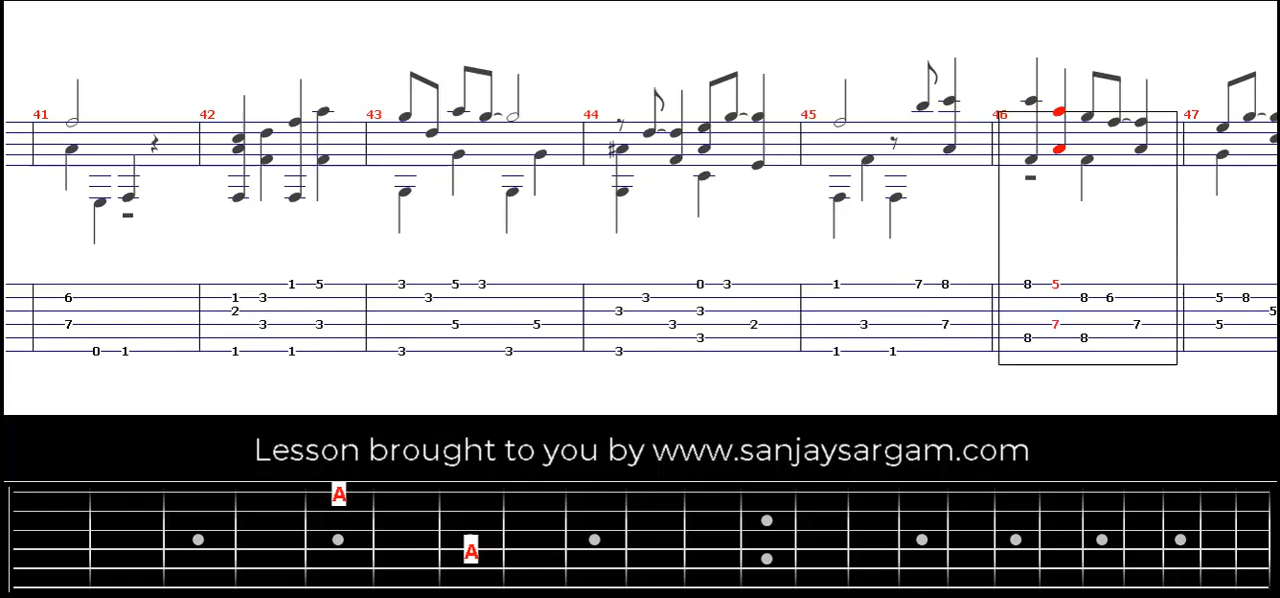 41 42 43 44 45 46 47
1 5 3 5 3 0 3 1 7 8 8 5
6 1 3 3 3 8 6 5 8
2 3 3 5
7 3 3 5 5 3 2 3 7 7 7 5
3 8 8
0 1 1 1 3 3 3 1 1
Lesson brought to you by www.sanjaysargam.com
A
A